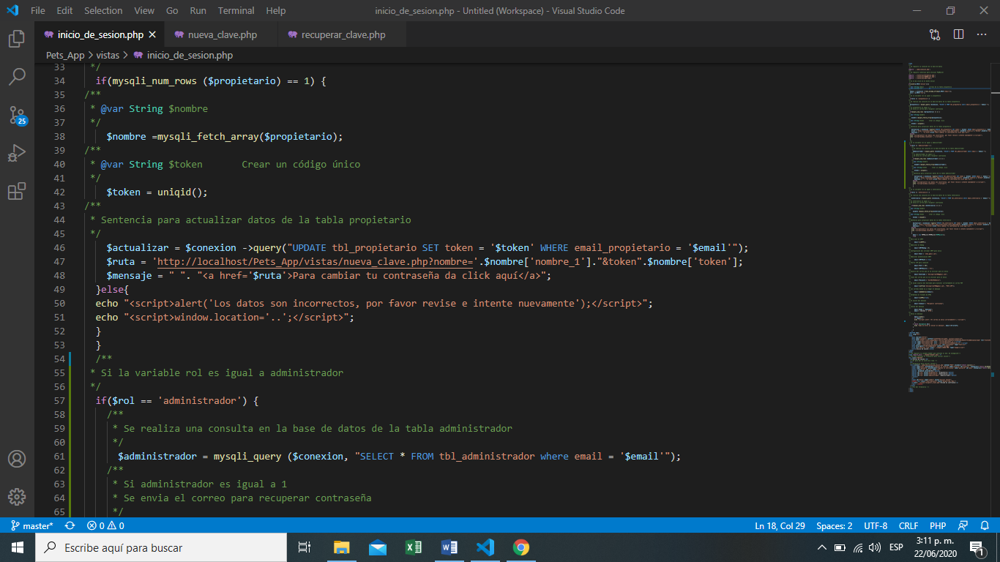 File Edit Selection View Go Run Terminal Help inicio_de_sesion.php - Untitled (Workspace) - Visual Studio Code
inicio_de_sesion.php nueva_clave.php recuperar_clave.php
Pets_App > vistas > inicio_de_sesion.php
33 */
34 if(mysqli_num_rows ($propietario) == 1) {
35 /**
36 * @var String $nombre
37 */
38 $nombre =mysqli_fetch_array($propietario);
39 /**
40 * @var String $token Crear un código único
41 */
42 $token = uniqid();
43 /**
44 * Sentencia para actualizar datos de la tabla propietario
45 */
46 $actualizar = $conexion ->query("UPDATE tbl_propietario SET token = '$token' WHERE email_propietario = '$email'");
47 $ruta = 'http://localhost/Pets_App/vistas/nueva_clave.php?nombre='.$nombre['nombre_1']."&token".$nombre['token'];
48 $mensaje = " ". "<a href='$ruta'>Para cambiar tu contraseña da click aquí</a>";
49 }else{
50 echo "<script>alert('Los datos son incorrectos, por favor revise e intente nuevamente');</script>";
51 echo "<script>window.location='..';</script>";
52 }
53 }
54 /**
55 * Si la variable rol es igual a administrador
56 */
57 if($rol == 'administrador') {
58 /**
59 * Se realiza una consulta en la base de datos de la tabla administrador
60 */
61 $administrador = mysqli_query ($conexion, "SELECT * FROM tbl_administrador where email = '$email'");
62 /**
63 * Si administrador es igual a 1
64 * Se envia el correo para recuperar contraseña
65 */
25
master* 0 0 Ln 18, Col 29 Spaces: 2 UTF-8 CRLF PHP
Escribe aquí para buscar
ESP
3:11 p. m.
22/06/2020
1